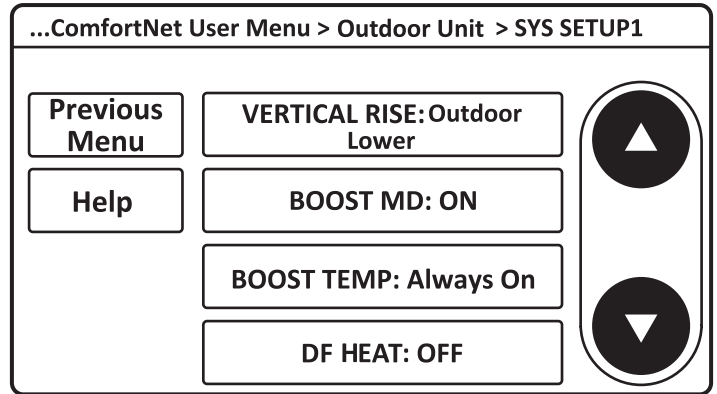 ...ComfortNet User Menu > Outdoor Unit > SYS SETUP1
Previous
Menu
VERTICAL RISE: Outdoor
Lower
Help
BOOST MD: ON
BOOST TEMP: Always On
DF HEAT: OFF